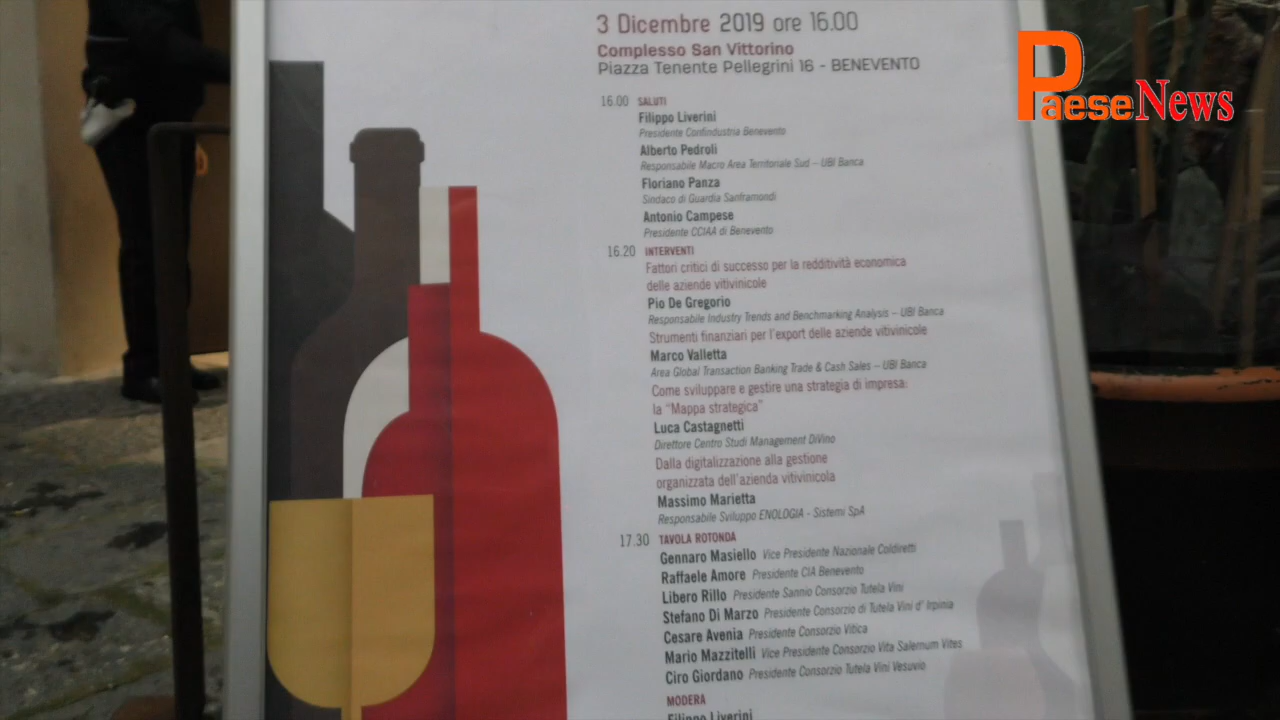 3 Dicembre 2019 ore 16.00
Complesso San Vittorino
Piazza Tenente Pellegrini 16 - BENEVENTO
PaeseNews
16.00 SALUTI
Filippo Liverini
Presidente Confindustria Benevento
Alberto Pedroli
Responsabile Macro Area Territoriale Sud – UBI Banca
Floriano Panza
Sindaco di Guardia Sanframondi
Antonio Campese
Presidente CCIAA di Benevento
16.20 INTERVENTI
Fattori critici di successo per la redditività economica
delle aziende vitivinicole
Pio De Gregorio
Responsabile Industry Trends and Benchmarking Analysis – UBI Banca
Strumenti finanziari per l'export delle aziende vitivinicole
Marco Valletta
Area Global Transaction Banking Trade & Cash Sales – UBI Banca
Come sviluppare e gestire una strategia di impresa:
la "Mappa strategica"
Luca Castagnetti
Direttore Centro Studi Management DiVino
Dalla digitalizzazione alla gestione
organizzata dell'azienda vitivinicola
Massimo Marietta
Responsabile Sviluppo ENOLOGIA - Sistemi SpA
17.30 TAVOLA ROTONDA
Gennaro Masiello Vice Presidente Nazionale Coldiretti
Raffaele Amore Presidente CIA Benevento
Libero Rillo Presidente Sannio Consorzio Tutela Vini
Stefano Di Marzo Presidente Consorzio di Tutela Vini d' Irpinia
Cesare Avenia Presidente Consorzio Vitica
Mario Mazzitelli Vice Presidente Consorzio Vita Salernum Vites
Ciro Giordano Presidente Consorzio Tutela Vini Vesuvio
MODERA
Filippo Liverini